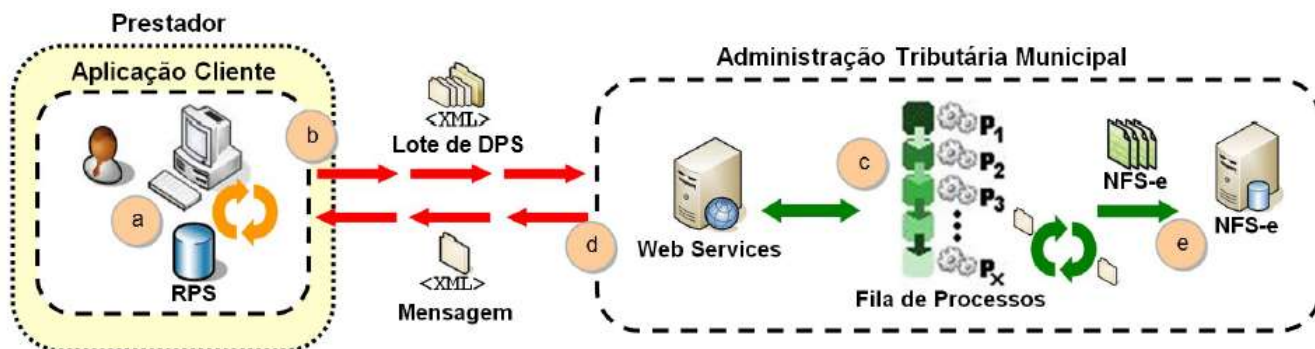 Prestador
Aplicação Cliente
a
RPS
b
<XML>
Lote de DPS
<XML>
Mensagem
d
Administração Tributária Municipal
Web Services
c
P1
P2
P3
Px
Fila de Processos
NFS-e
e
NFS-e